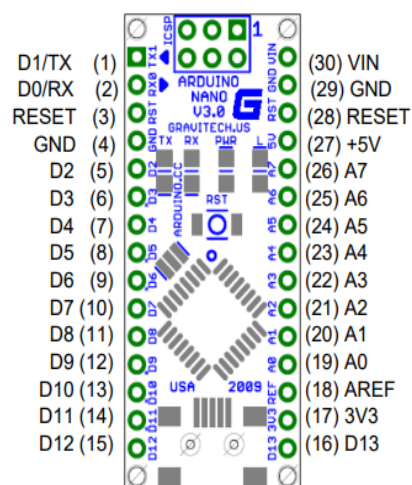 D1/TX (1)
D0/RX (2)
RESET (3)
GND (4)
D2 (5)
D3 (6)
D4 (7)
D5 (8)
D6 (9)
D7 (10)
D8 (11)
D9 (12)
D10 (13)
D11 (14)
D12 (15)
ICSP
1
TX1
RX0
RST
GND
D2
D3
D4
D5
D6
D7
D8
D9
D10
D11
D12
ARDUINO
NANO
V3.0
G
GRAVITECH.US
TX RX PWR L
ARDUINO.CC
RST
USA 2009
VIN
GND
RST
5V
A7
A6
A5
A4
A3
A2
A1
A0
REF
3V3
D13
(30) VIN
(29) GND
(28) RESET
(27) +5V
(26) A7
(25) A6
(24) A5
(23) A4
(22) A3
(21) A2
(20) A1
(19) A0
(18) AREF
(17) 3V3
(16) D13